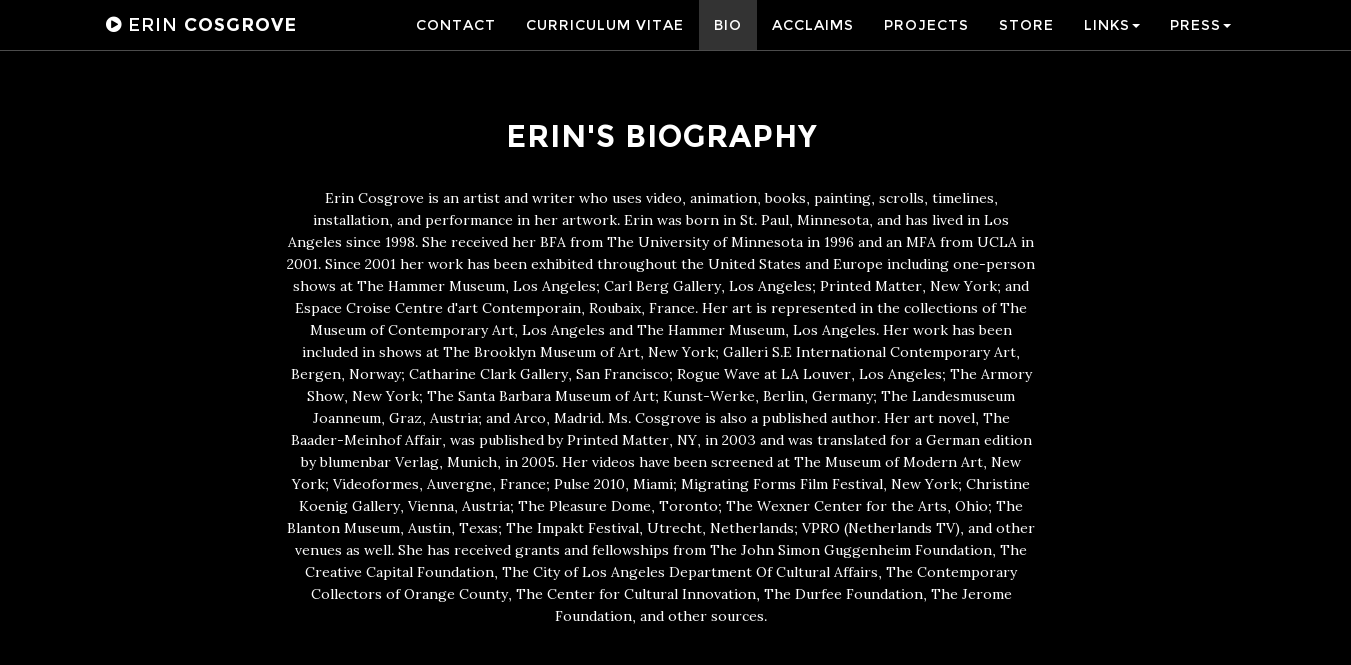 ERIN COSGROVE CONTACT CURRICULUM VITAE BIO ACCLAIMS PROJECTS STORE LINKS PRESS
ERIN'S BIOGRAPHY
Erin Cosgrove is an artist and writer who uses video, animation, books, painting, scrolls, timelines,
installation, and performance in her artwork. Erin was born in St. Paul, Minnesota, and has lived in Los
Angeles since 1998. She received her BFA from The University of Minnesota in 1996 and an MFA from UCLA in
2001. Since 2001 her work has been exhibited throughout the United States and Europe including one-person
shows at The Hammer Museum, Los Angeles; Carl Berg Gallery, Los Angeles; Printed Matter, New York; and
Espace Croise Centre d'art Contemporain, Roubaix, France. Her art is represented in the collections of The
Museum of Contemporary Art, Los Angeles and The Hammer Museum, Los Angeles. Her work has been
included in shows at The Brooklyn Museum of Art, New York; Galleri S.E International Contemporary Art,
Bergen, Norway; Catharine Clark Gallery, San Francisco; Rogue Wave at LA Louver, Los Angeles; The Armory
Show, New York; The Santa Barbara Museum of Art; Kunst-Werke, Berlin, Germany; The Landesmuseum
Joanneum, Graz, Austria; and Arco, Madrid. Ms. Cosgrove is also a published author. Her art novel, The
Baader-Meinhof Affair, was published by Printed Matter, NY, in 2003 and was translated for a German edition
by blumenbar Verlag, Munich, in 2005. Her videos have been screened at The Museum of Modern Art, New
York; Videoformes, Auvergne, France; Pulse 2010, Miami; Migrating Forms Film Festival, New York; Christine
Koenig Gallery, Vienna, Austria; The Pleasure Dome, Toronto; The Wexner Center for the Arts, Ohio; The
Blanton Museum, Austin, Texas; The Impakt Festival, Utrecht, Netherlands; VPRO (Netherlands TV), and other
venues as well. She has received grants and fellowships from The John Simon Guggenheim Foundation, The
Creative Capital Foundation, The City of Los Angeles Department Of Cultural Affairs, The Contemporary
Collectors of Orange County, The Center for Cultural Innovation, The Durfee Foundation, The Jerome
Foundation, and other sources.